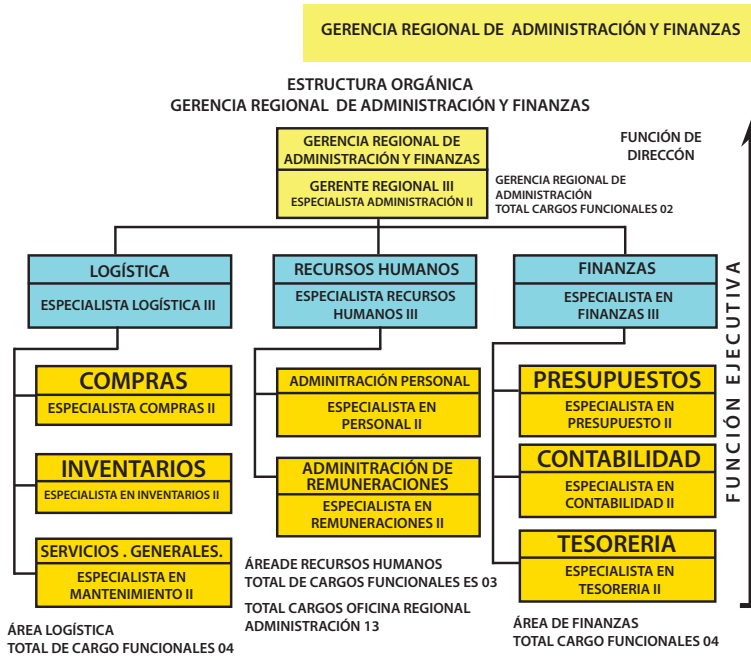 GERENCIA REGIONAL DE ADMINISTRACIÓN Y FINANZAS
ESTRUCTURA ORGÁNICA
GERENCIA REGIONAL DE ADMINISTRACIÓN Y FINANZAS
GERENCIA REGIONAL DE
ADMINISTRACIÓN Y FINANZAS
GERENTE REGIONAL III
ESPECIALISTA ADMINISTRACIÓN II
FUNCIÓN DE
DIRECCÓN
GERENCIA REGIONAL DE
ADMINISTRACIÓN
TOTAL CARGOS FUNCIONALES 02
LOGÍSTICA
ESPECIALISTA LOGÍSTICA III
RECURSOS HUMANOS
ESPECIALISTA RECURSOS
HUMANOS III
FINANZAS
ESPECIALISTA EN
FINANZAS III
COMPRAS
ESPECIALISTA COMPRAS II
INVENTARIOS
ESPECIALISTA EN INVENTARIOS II
SERVICIOS . GENERALES.
ESPECIALISTA EN
MANTENIMIENTO II
ÁREA LOGÍSTICA
TOTAL DE CARGO FUNCIONALES 04
ADMINITRACIÓN PERSONAL
ESPECIALISTA EN
PERSONAL II
ADMINITRACIÓN DE
REMUNERACIONES
ESPECIALISTA EN
REMUNERACIONES II
ÁREADE RECURSOS HUMANOS
TOTAL DE CARGOS FUNCIONALES ES 03
TOTAL CARGOS OFICINA REGIONAL
ADMINISTRACIÓN 13
PRESUPUESTOS
ESPECIALISTA EN
PRESUPUESTO II
CONTABILIDAD
ESPECIALISTA EN
CONTABILIDAD II
TESORERIA
ESPECIALISTA EN
TESORERIA II
ÁREA DE FINANZAS
TOTAL CARGO FUNCIONALES 04
FUNCIÓN EJECUTIVA